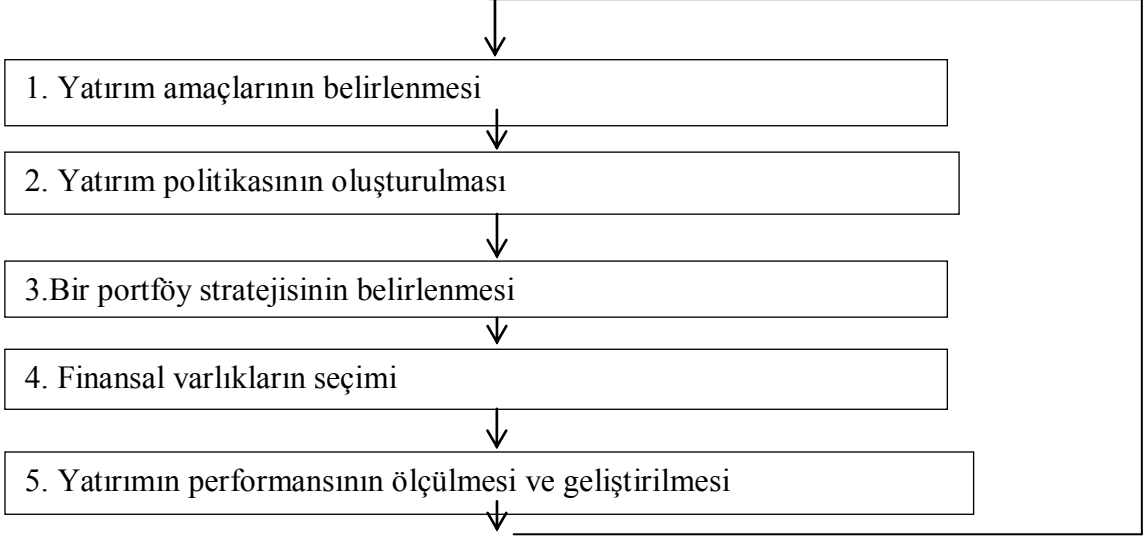 1. Yatırım amaçlarının belirlenmesi
2. Yatırım politikasının oluşturulması
3.Bir portföy stratejisinin belirlenmesi
4. Finansal varlıkların seçimi
5. Yatırımın performansının ölçülmesi ve geliştirilmesi